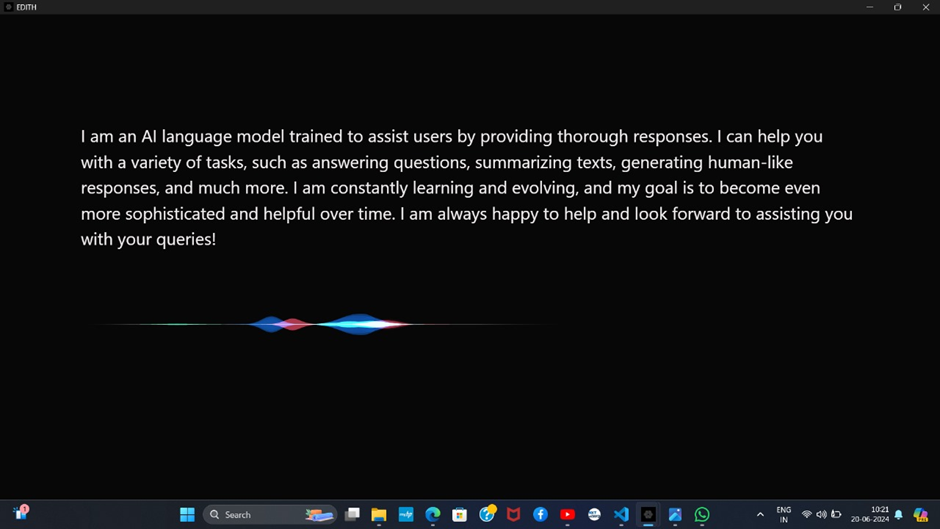 EDITH
I am an AI language model trained to assist users by providing thorough responses. I can help you
with a variety of tasks, such as answering questions, summarizing texts, generating human-like
responses, and much more. I am constantly learning and evolving, and my goal is to become even
more sophisticated and helpful over time. I am always happy to help and look forward to assisting you
with your queries!
1
Search
ENG
IN
10:21
20-06-2024